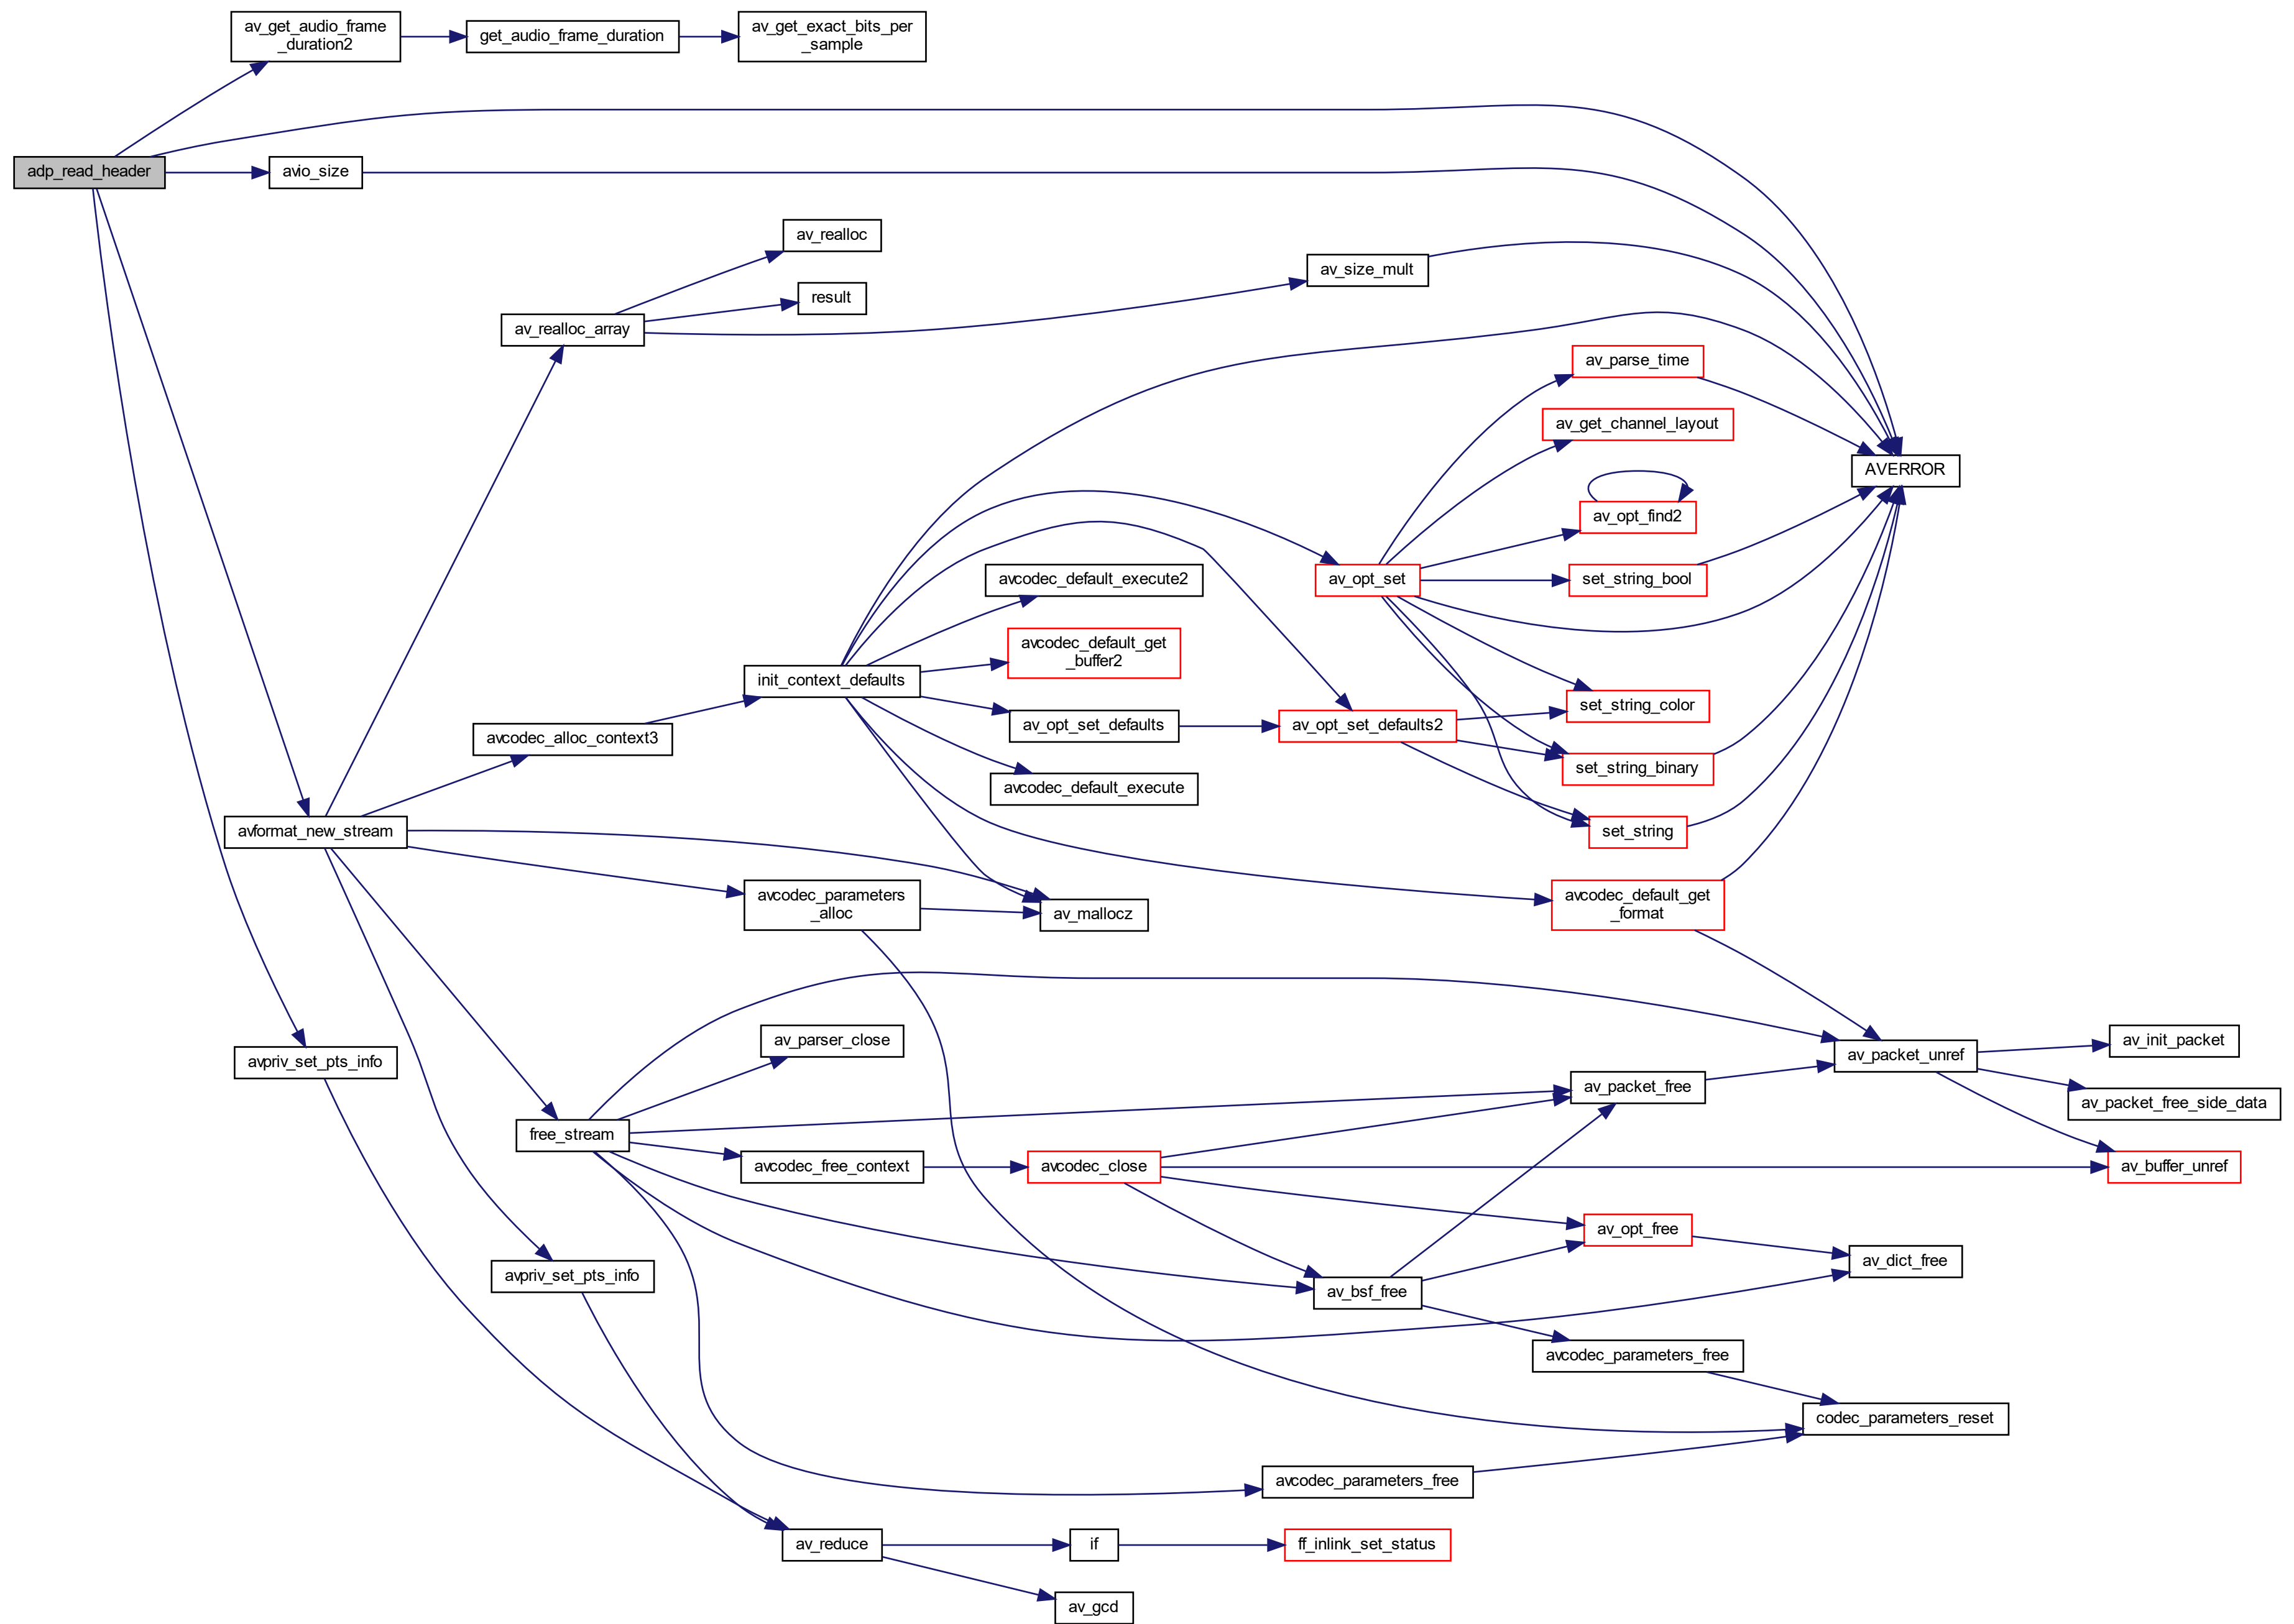 av_get_audio_frame
_duration2
get_audio_frame_duration
av_get_exact_bits_per
_sample
adp_read_header
avio_size
av_realloc
av_size_mult
result
av_realloc_array
av_parse_time
av_get_channel_layout
AVERROR
av_opt_find2
avcodec_default_execute2
av_opt_set
set_string_bool
avcodec_default_get
_buffer2
init_context_defaults
set_string_color
av_opt_set_defaults
av_opt_set_defaults2
avcodec_alloc_context3
set_string_binary
avcodec_default_execute
avformat_new_stream
set_string
avcodec_parameters
_alloc
avcodec_default_get
_format
av_mallocz
av_parser_close
av_init_packet
avpriv_set_pts_info
av_packet_unref
av_packet_free
av_packet_free_side_data
free_stream
avcodec_free_context
avcodec_close
av_buffer_unref
av_opt_free
av_dict_free
avpriv_set_pts_info
av_bsf_free
avcodec_parameters_free
codec_parameters_reset
avcodec_parameters_free
av_reduce
if
ff_inlink_set_status
av_gcd